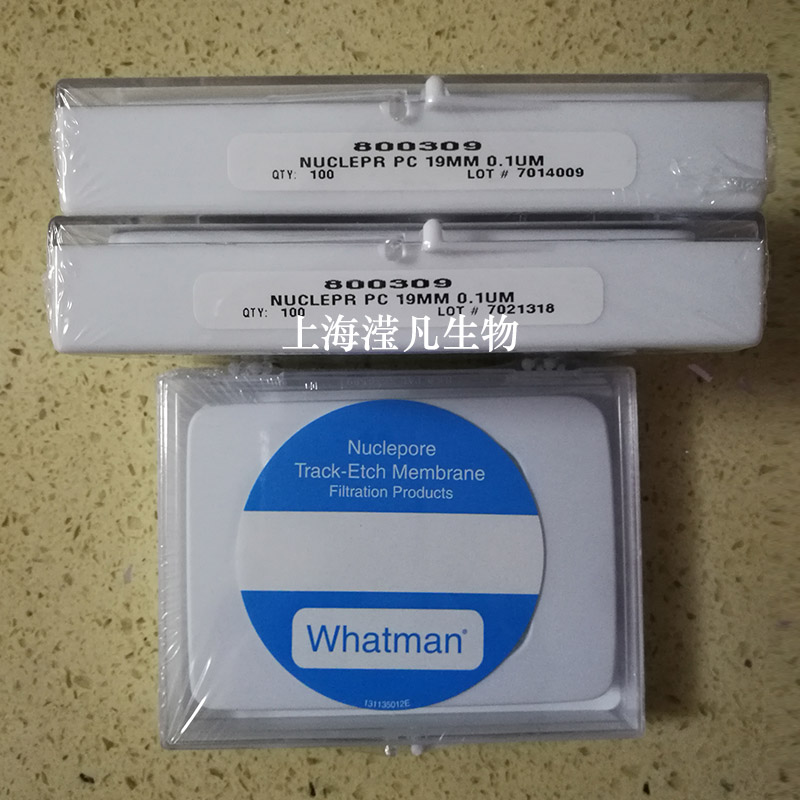 800309
NUCLEPR PC 19MM 0.1UM
QTY: 100 LOT # 7014009
800309
NUCLEPR PC 19MM 0.1UM
QTY: 100 LOT # 7021318
上海滢凡生物
Nuclepore
Track-Etch Membrane
Filtration Products
Whatman®
131135012E